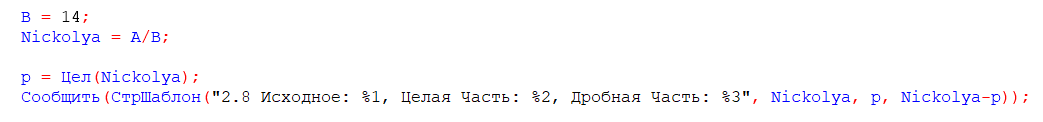 B = 14;
Nickolya = A/B;
p = Цел(Nickolya);
Сообщить(СтрШаблон("2.8 Исходное: %1, Целая Часть: %2, Дробная Часть: %3", Nickolya, p, Nickolya-p));